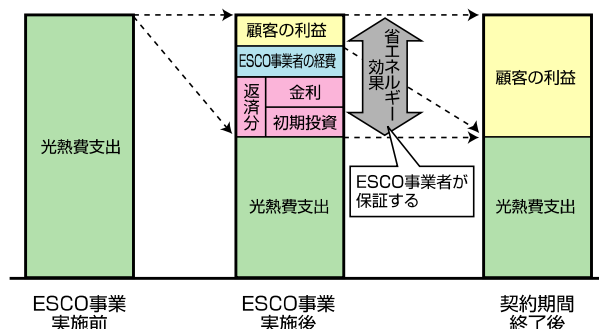 光熱費支出
顧客の利益
ESCO事業者の経費
返済分
金利
初期投資
光熱費支出
省エネルギー
効果
ESCO事業者が
保証する
顧客の利益
光熱費支出
ESCO事業
実施前
ESCO事業
実施後
契約期間
終了後